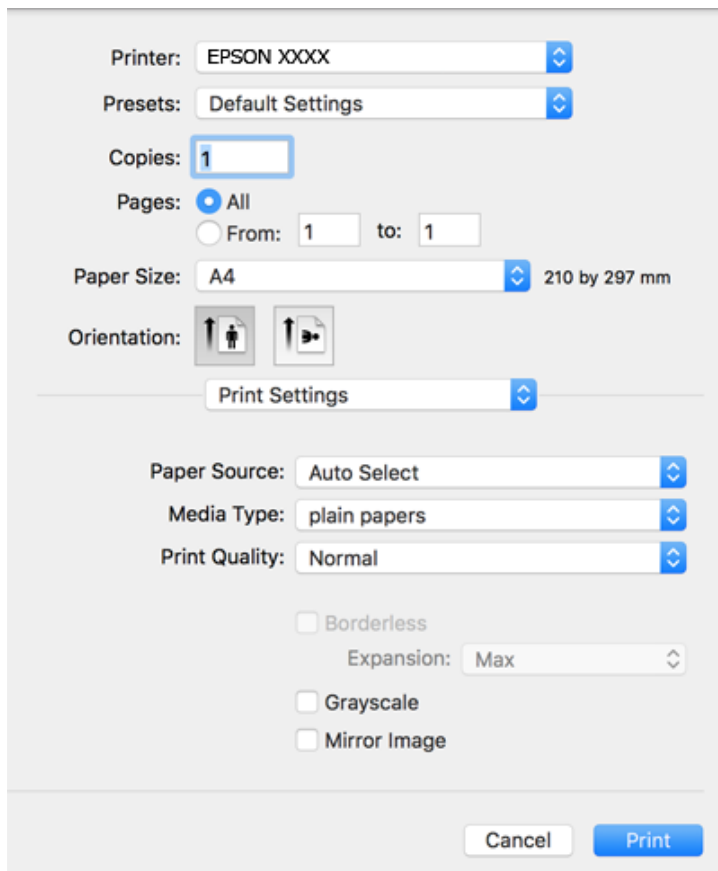 Printer: EPSON XXXX
Presets: Default Settings
Copies: 1
Pages: All
From: 1 to: 1
Paper Size: A4 210 by 297 mm
Orientation:
Print Settings
Paper Source: Auto Select
Media Type: plain papers
Print Quality: Normal
Borderless
Expansion: Max
Grayscale
Mirror Image
Cancel Print